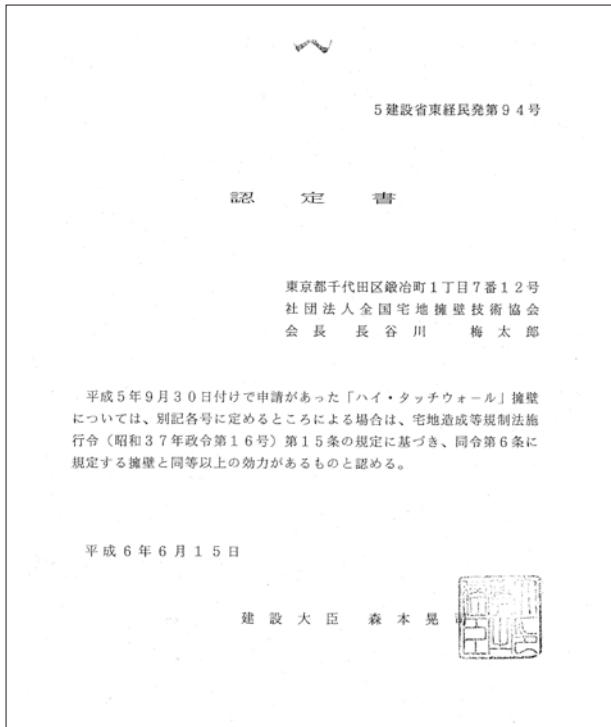 5建設省東経民発第94号
認定書
東京都千代田区鍛冶町1丁目7番12号
社団法人全国宅地擁壁技術協会
会長 長谷川 梅太郎
平成5年9月30日付けで申請があった「ハイ・タッチウォール」擁壁
については、別記各号に定めるところによる場合は、宅地造成等規制法施
行令（昭和37年政令第16号）第15条の規定に基づき、同令第6条に
規定する擁壁と同等以上の効力があるものと認める。
平成6年6月15日
建設大臣 森本晃司